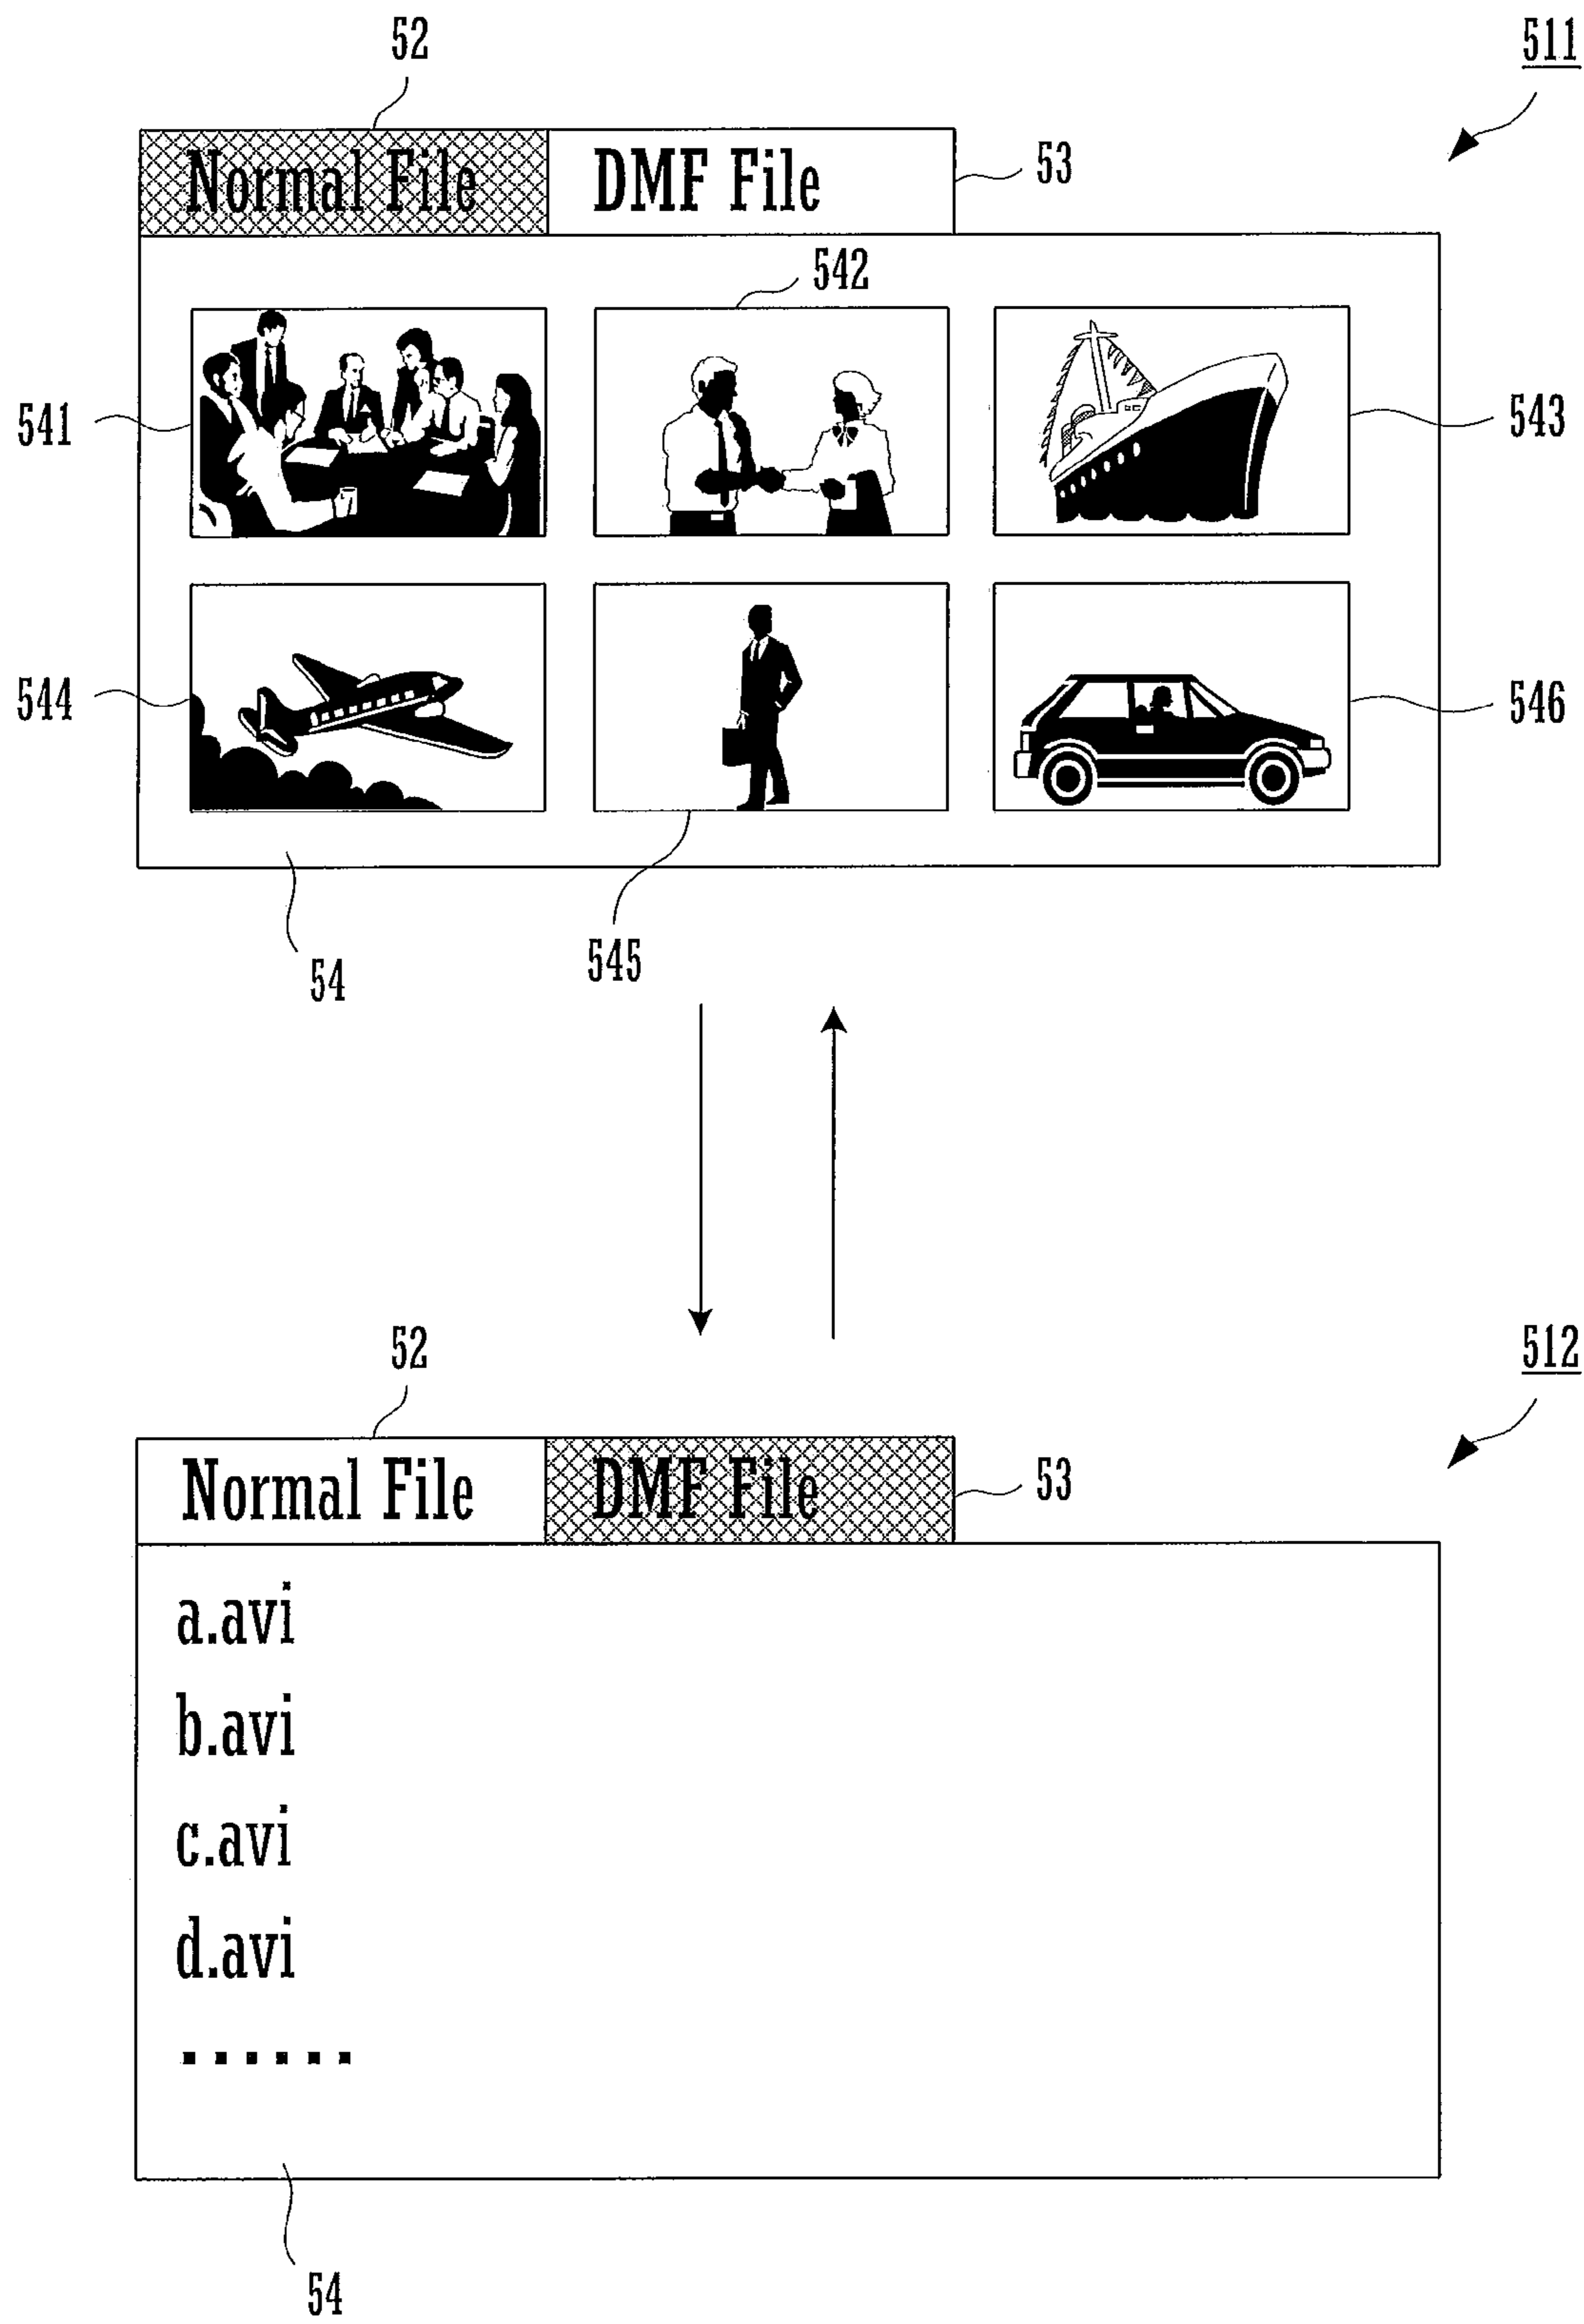 52
511
Normal File DMF File
53
542
541
543
544
546
54
545
52
512
Normal File DMF File
53
a.avi
b.avi
c.avi
d.avi
......
54